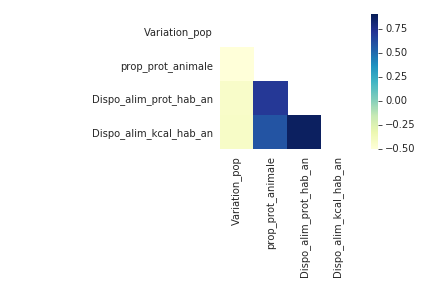 Variation_pop
prop_prot_animale
Dispo_alim_prot_hab_an
Dispo_alim_kcal_hab_an
Variation_pop
prop_prot_animale
Dispo_alim_prot_hab_an
Dispo_alim_kcal_hab_an
0.75
0.50
0.25
0.00
−0.25
−0.50